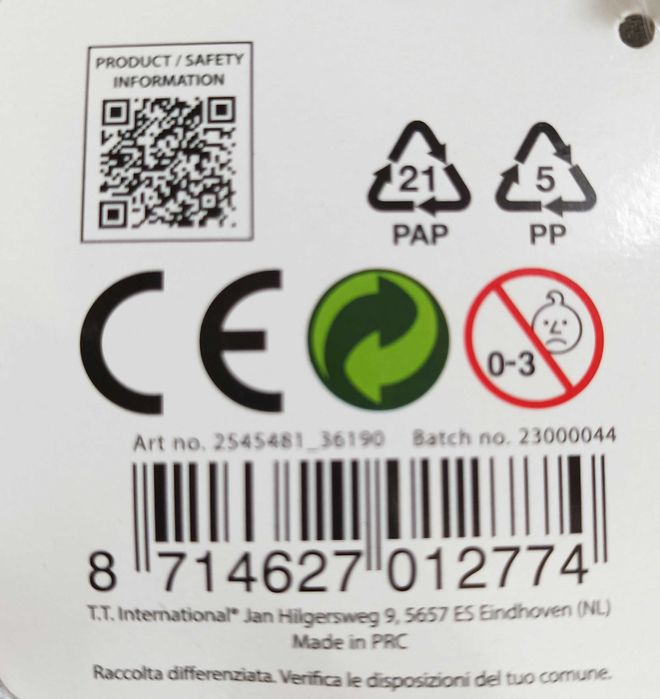 PRODUCT / SAFETY
INFORMATION
21
PAP
5
PP
CE
0-3
Art no. 2545481_36190 Batch no. 23000044
8 714627 012774
T.T. International® Jan Hilgersweg 9, 5657 ES Eindhoven (NL)
Made in PRC
Raccolta differenziata. Verifica le disposizioni del tuo comune.